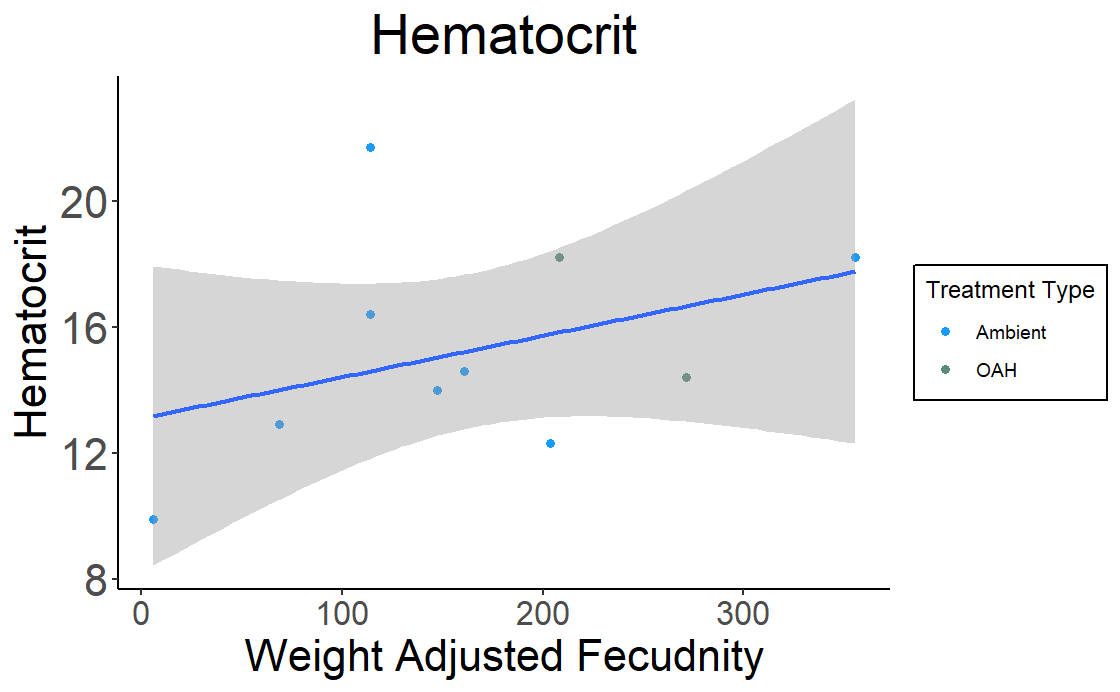 Hematocrit
Hematocrit
20
16
12
8
0 100 200 300
Weight Adjusted Fecudnity
Treatment Type
Ambient
OAH